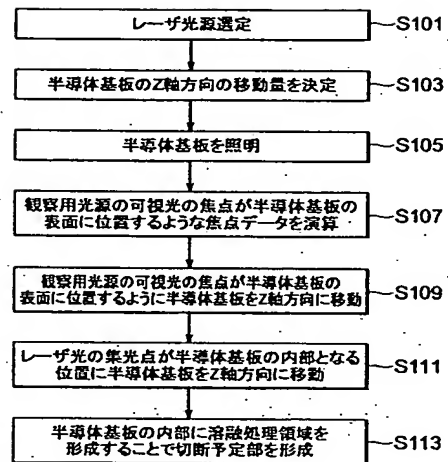 レーザ光源選定
S101
半導体基板のZ軸方向の移動量を決定
S103
半導体基板を照明
S105
観察用光源の可視光の焦点が半導体基板の
表面に位置するような焦点データを演算
S107
観察用光源の可視光の焦点が半導体基板の
表面に位置するように半導体基板をZ軸方向に移動
S109
レーザ光の集光点が半導体基板の内部となる
位置に半導体基板をZ軸方向に移動
S111
半導体基板の内部に溶融処理領域を
形成することで切断予定部を形成
S113